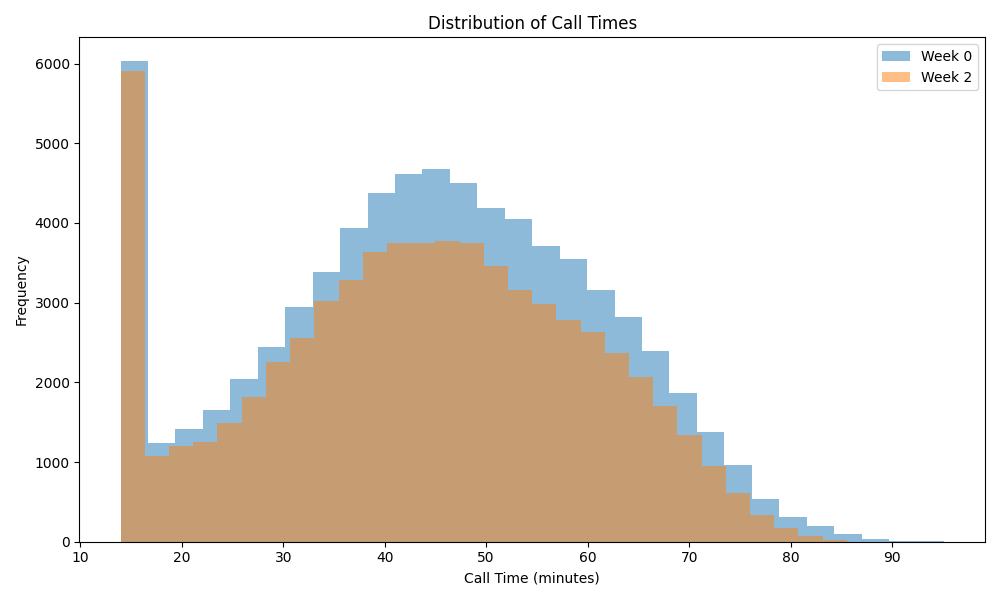 Distribution of Call Times
Week 0
Week 2
Frequency
6000
5000
4000
3000
2000
1000
0
10 20 30 40 50 60 70 80 90
Call Time (minutes)